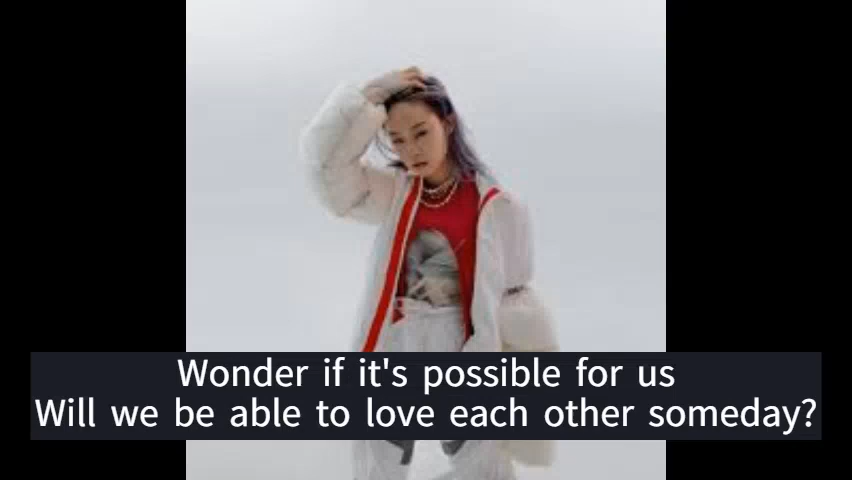 Wonder if it's possible for us
Will we be able to love each other someday?